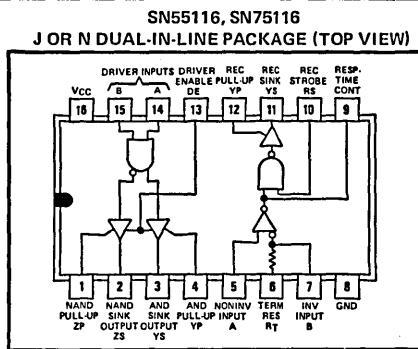 SN55116, SN75116
J OR N DUAL-IN-LINE PACKAGE (TOP VIEW)
DRIVER INPUTS DRIVER REC REC REC RESP-
ENABLE PULL-UP SINK STROBE TIME
VCC B A DE YP YS RS CONT
16 15 14 13 12 11 10 9
1 2 3 4 5 6 7 8
NAND NAND AND AND NONINV TERM INV GND
PULL-UP SINK SINK PULL-UP INPUT RES INPUT
ZP OUTPUT OUTPUT YP A RT B
ZS YS